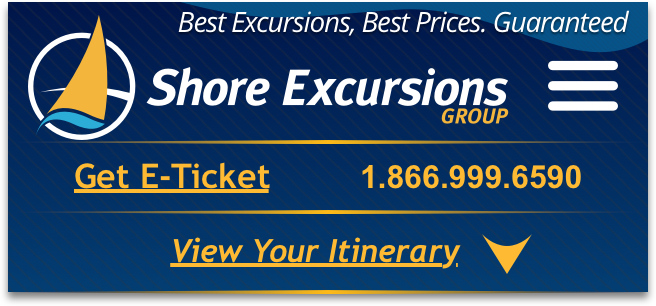 Best Excursions, Best Prices. Guaranteed
Shore Excursions
GROUP
Get E-Ticket 1.866.999.6590
View Your Itinerary